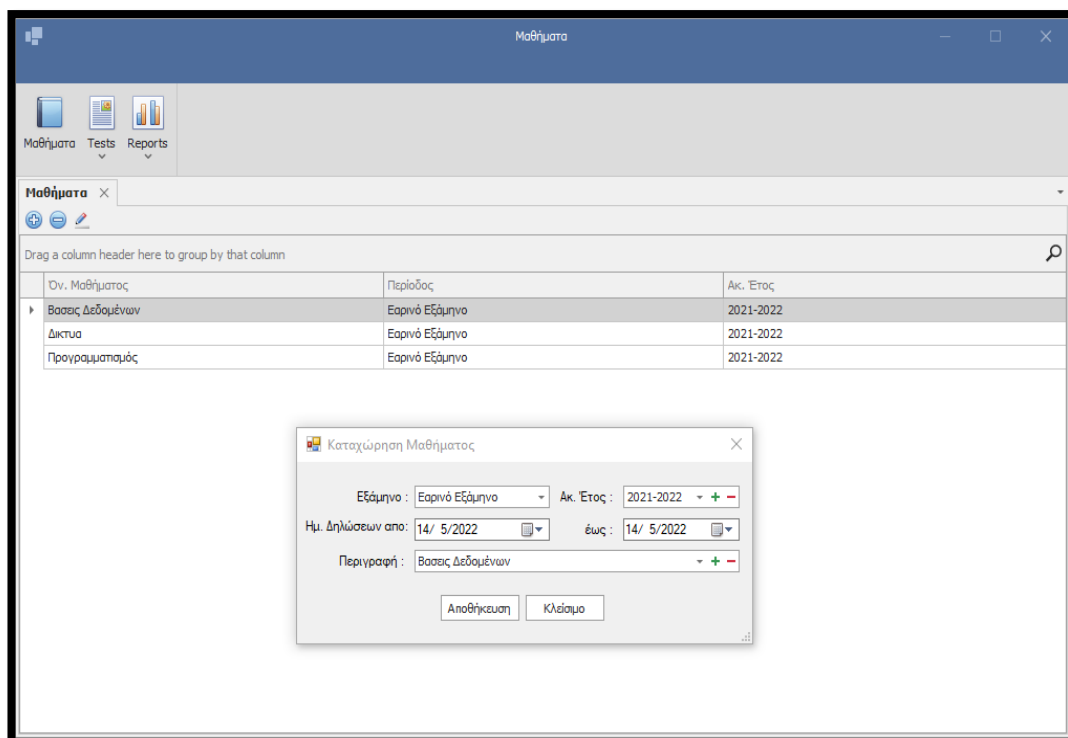 Μαθήματα
Μαθήματα Tests Reports
Μαθήματα
Drag a column header here to group by that column
Όν. Μαθήματος Περίοδος Ακ. Έτος
Βασεις Δεδομένων Εαρινό Εξάμηνο 2021-2022
Δικτυα Εαρινό Εξάμηνο 2021-2022
Προγραμματισμός Εαρινό Εξάμηνο 2021-2022
Καταχώρηση Μαθήματος
Εξάμηνο : Εαρινό Εξάμηνο Ακ. Έτος : 2021-2022
Ημ. Δηλώσεων απο: 14/ 5/2022 έως : 14/ 5/2022
Περιγραφή : Βασεις Δεδομένων
Αποθήκευση Κλείσιμο